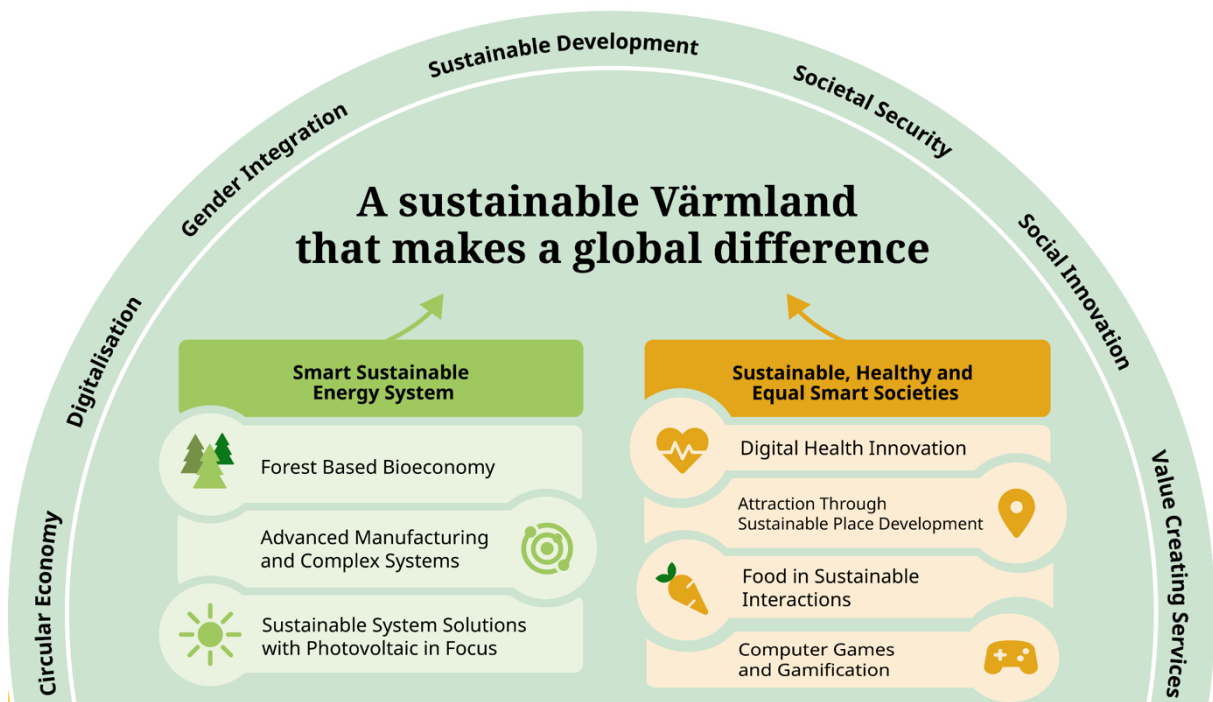 Circular Economy
Digitalisation
Gender Integration
Sustainable Development
Societal Security
Social Innovation
Value Creating Services
A sustainable Värmland
that makes a global difference
Smart Sustainable
Energy System
Forest Based Bioeconomy
Advanced Manufacturing
and Complex Systems
Sustainable System Solutions
with Photovoltaic in Focus
Sustainable, Healthy and
Equal Smart Societies
Digital Health Innovation
Attraction Through
Sustainable Place Development
Food in Sustainable
Interactions
Computer Games
and Gamification